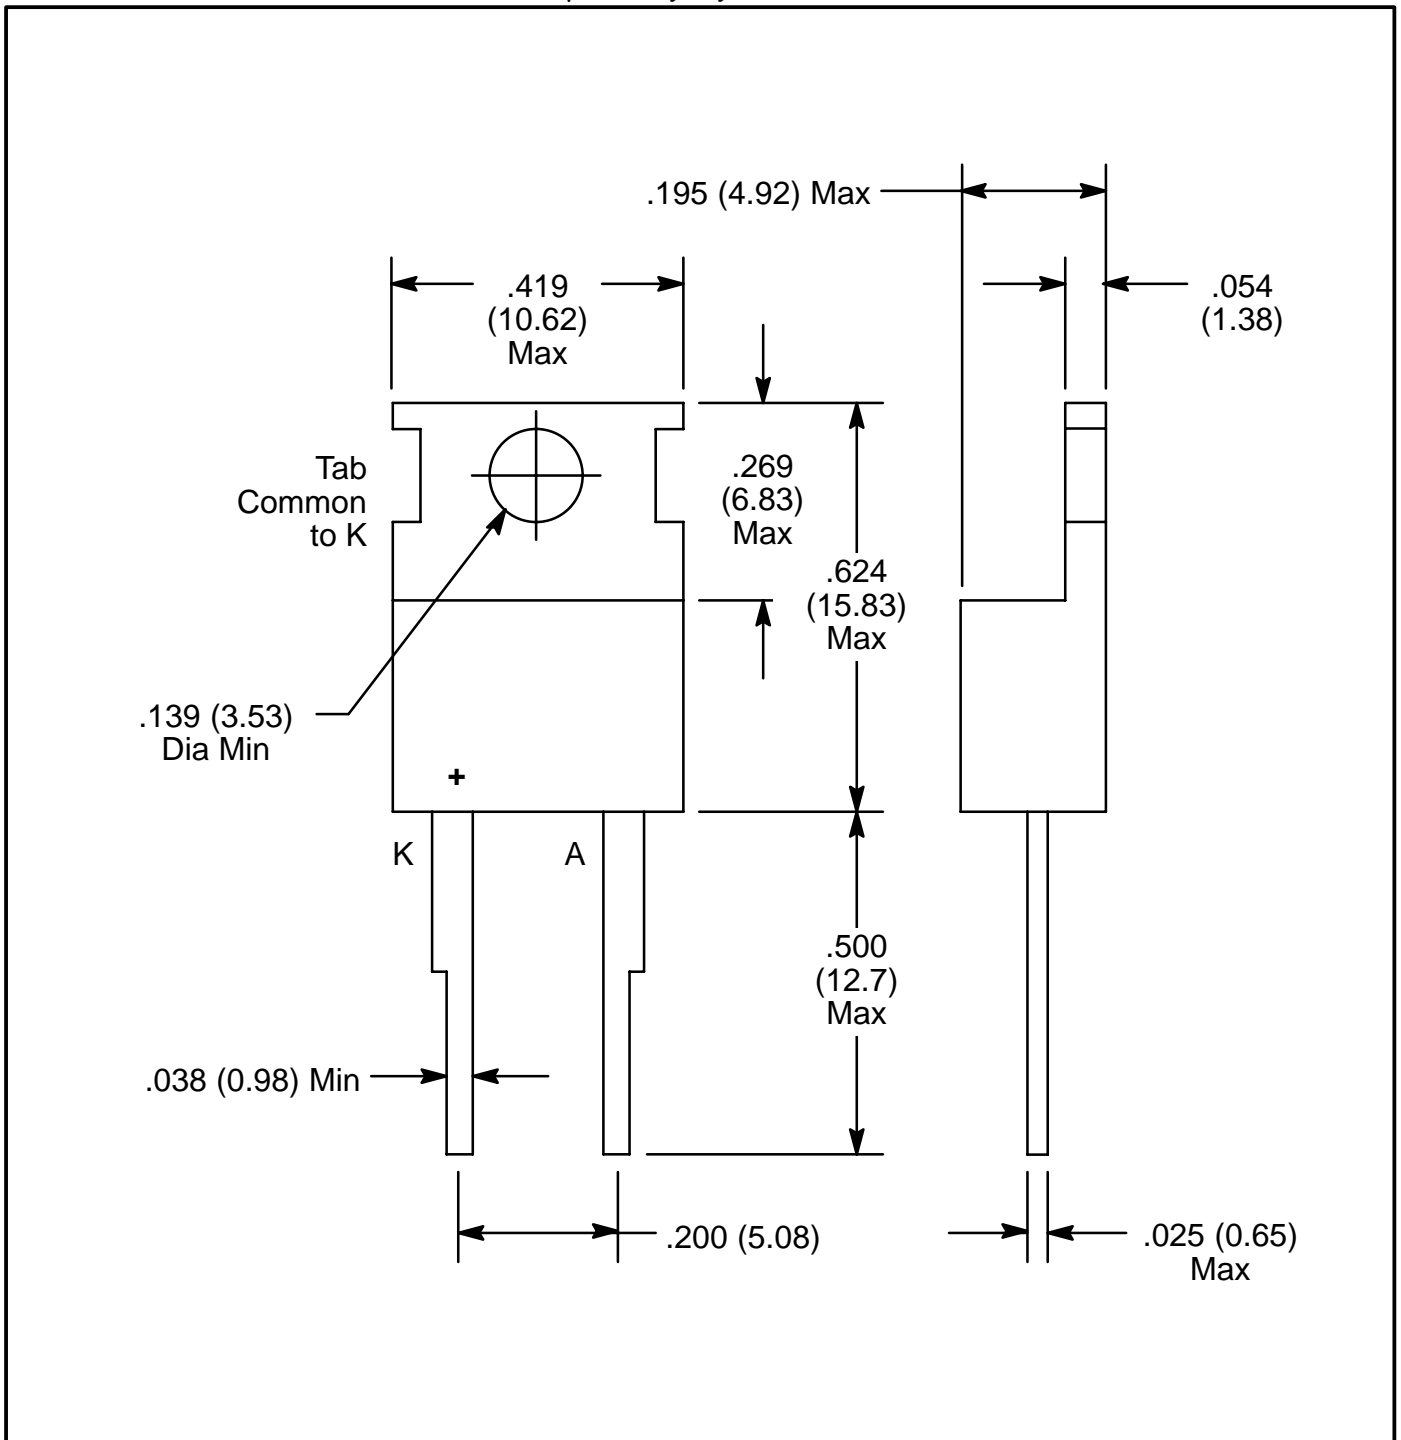 .195 (4.92) Max
.419
(10.62)
Max
.054
(1.38)
Tab
Common
to K
.269
(6.83)
Max
.624
(15.83)
Max
.139 (3.53)
Dia Min
+
K
A
.500
(12.7)
Max
.038 (0.98) Min
.200 (5.08)
.025 (0.65)
Max